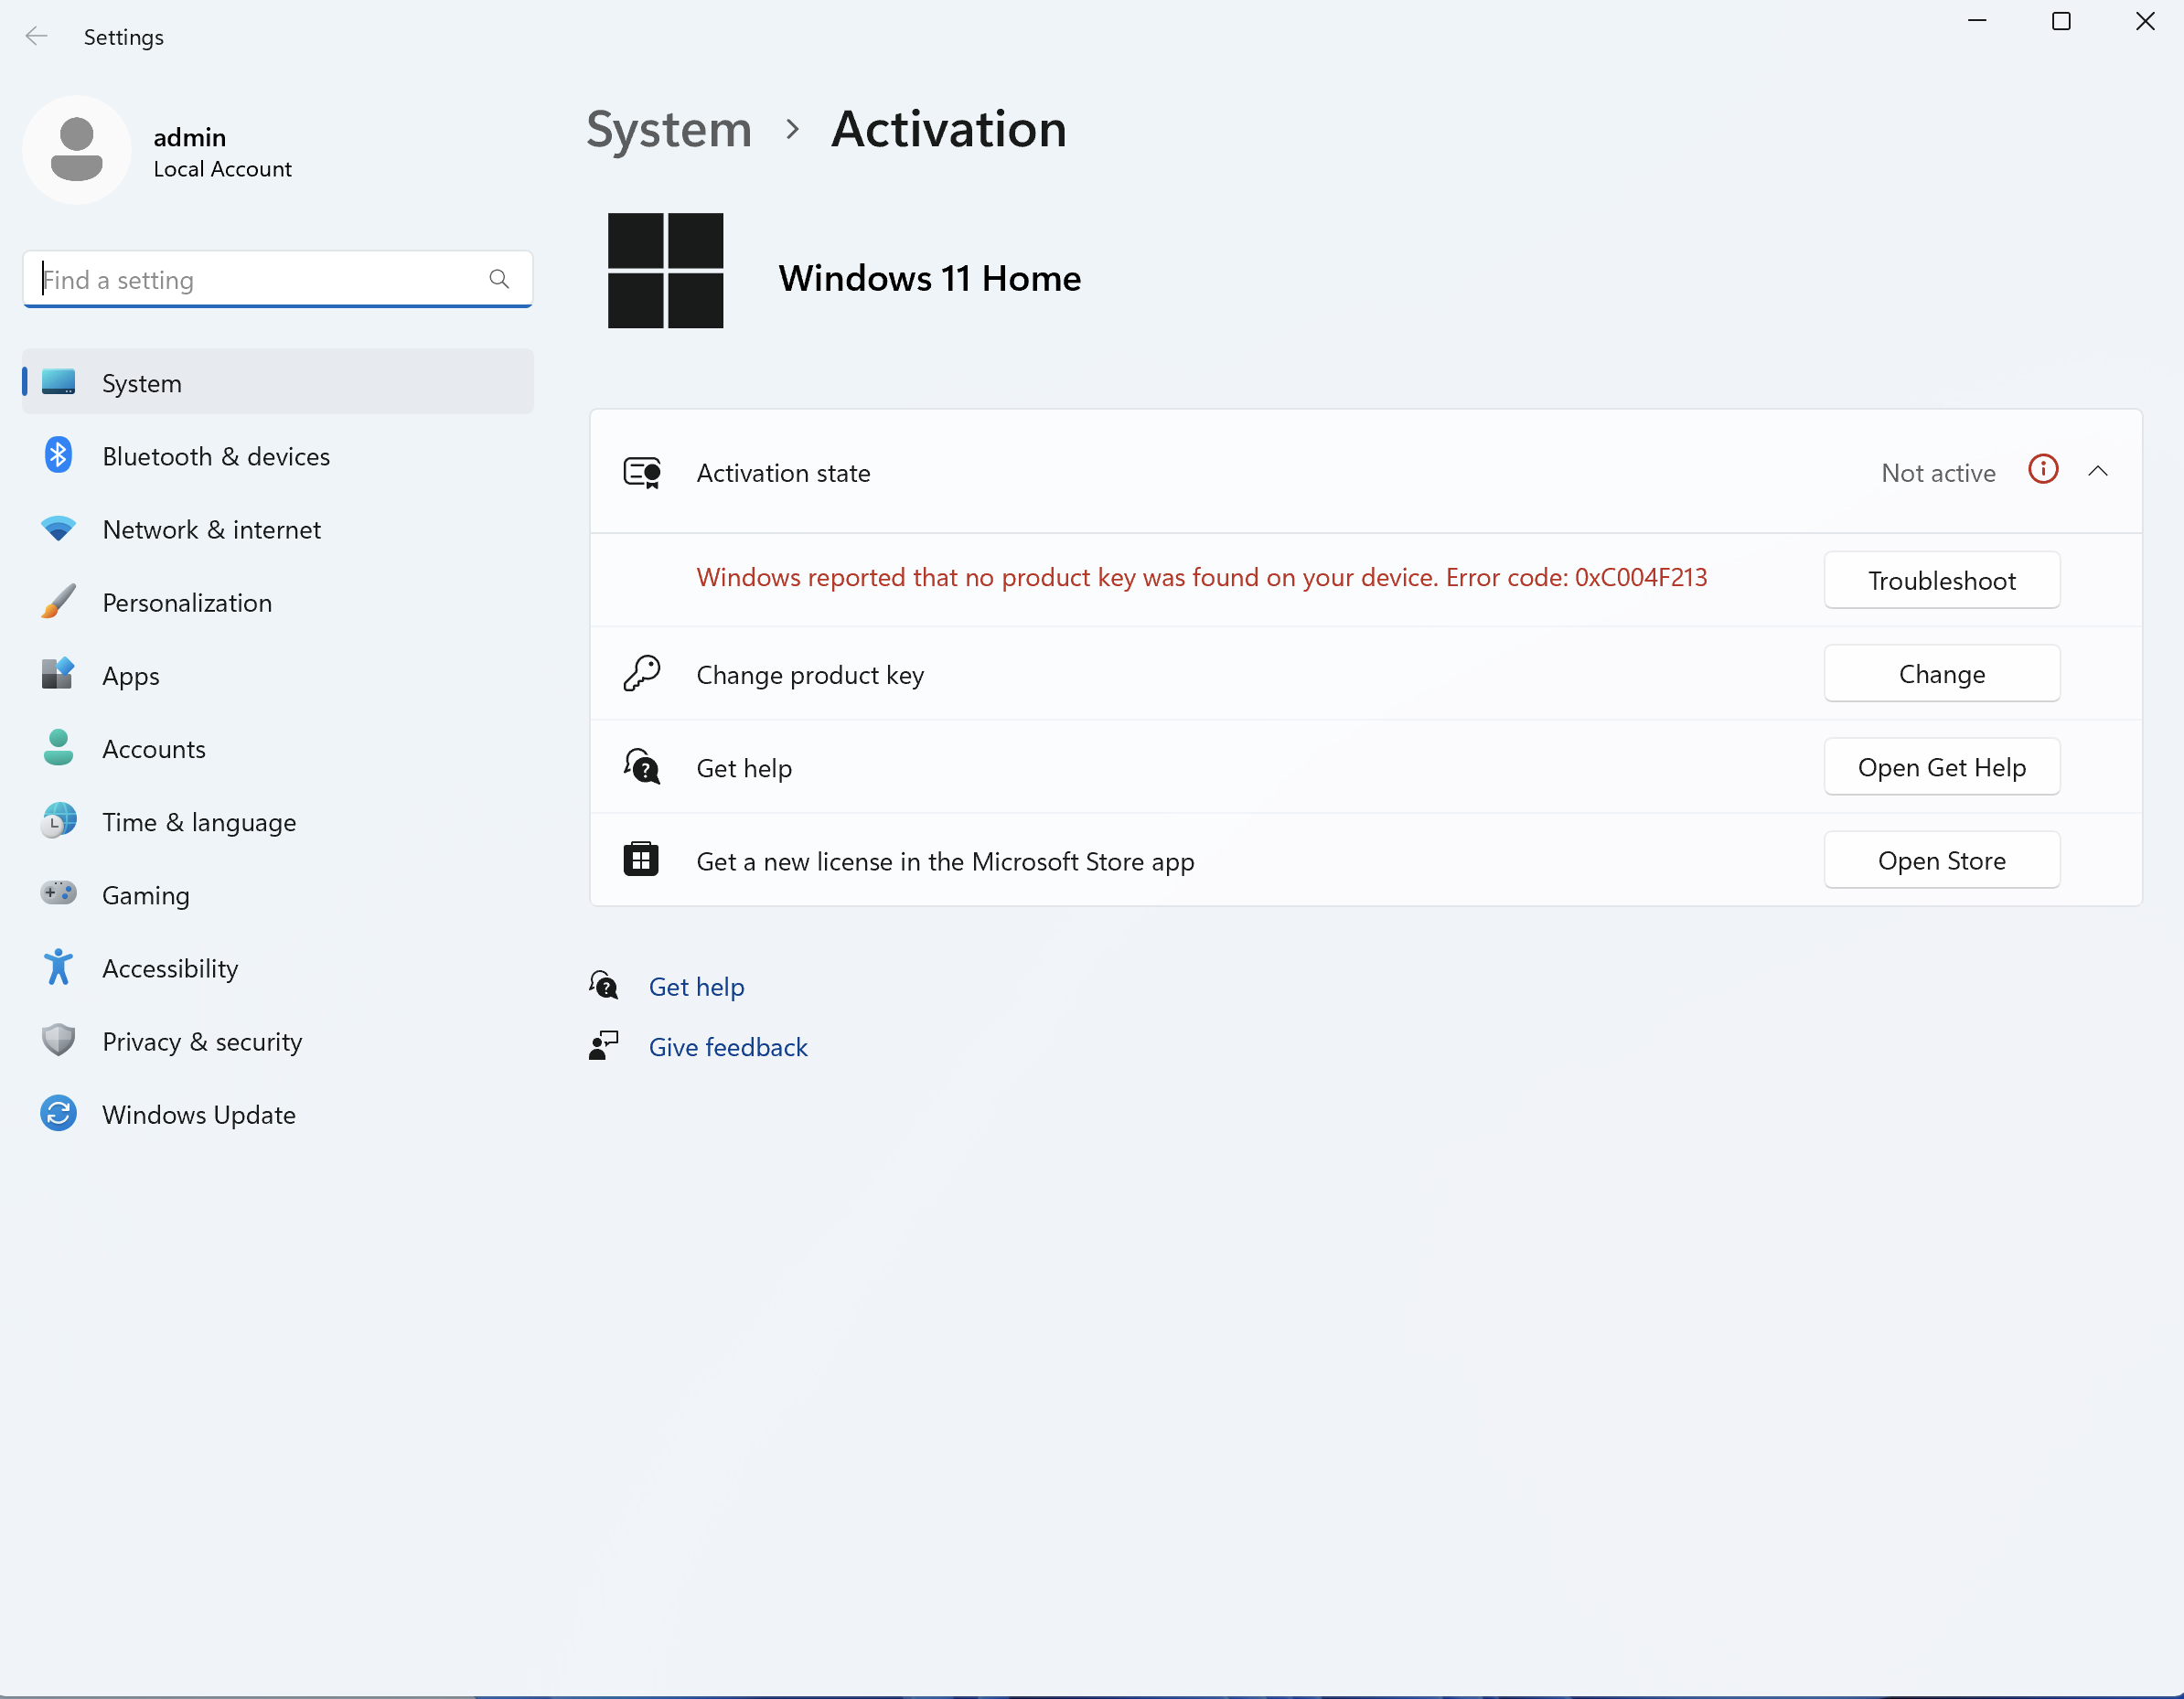 Settings
admin
Local Account
Find a setting
System
Bluetooth & devices
Network & internet
Personalization
Apps
Accounts
Time & language
Gaming
Accessibility
Privacy & security
Windows Update
System > Activation
Windows 11 Home
Activation state Not active
Windows reported that no product key was found on your device. Error code: 0xC004F213 Troubleshoot
Change product key Change
Get help Open Get Help
Get a new license in the Microsoft Store app Open Store
Get help
Give feedback